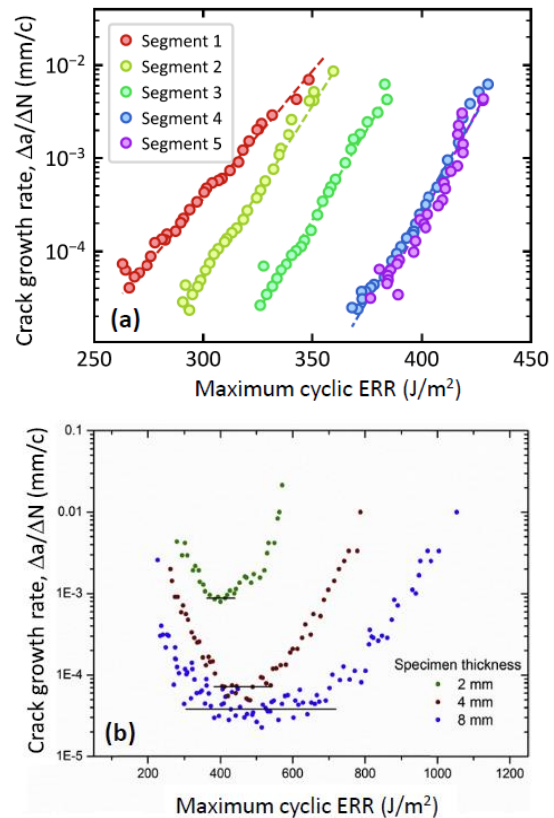 Crack growth rate, Δa/ΔN (mm/c)
10⁻²
10⁻³
10⁻⁴
Segment 1
Segment 2
Segment 3
Segment 4
Segment 5
(a)
250 300 350 400 450
Maximum cyclic ERR (J/m²)
Crack growth rate, Δa/ΔN (mm/c)
0.1
0.01
1E-3
1E-4
1E-5
Specimen thickness
2 mm
4 mm
8 mm
(b)
200 400 600 800 1000 1200
Maximum cyclic ERR (J/m²)